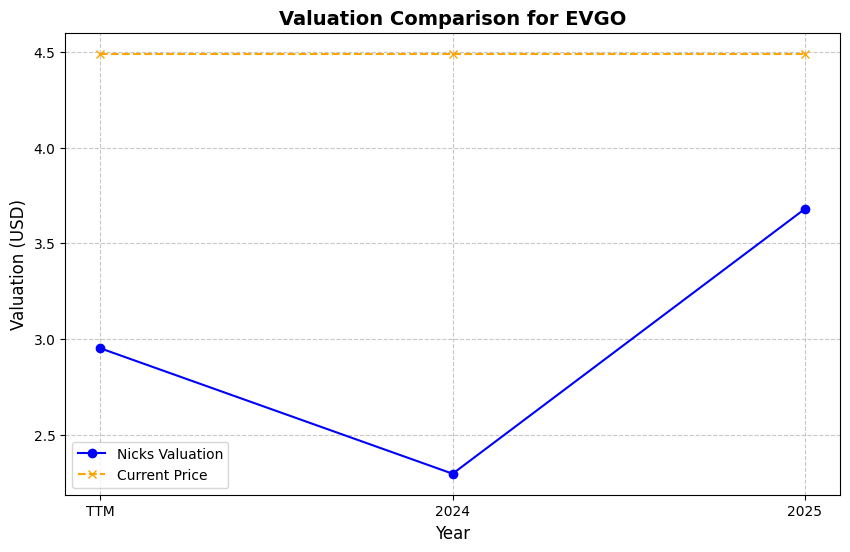 Valuation Comparison for EVGO
Valuation (USD)
4.5
4.0
3.5
3.0
2.5
Nicks Valuation
Current Price
TTM
2024
2025
Year